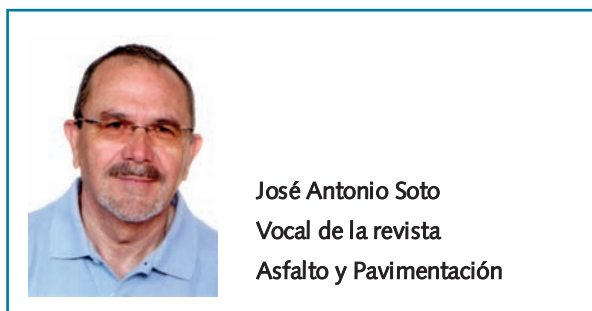 José Antonio Soto
Vocal de la revista
Asfalto y Pavimentación